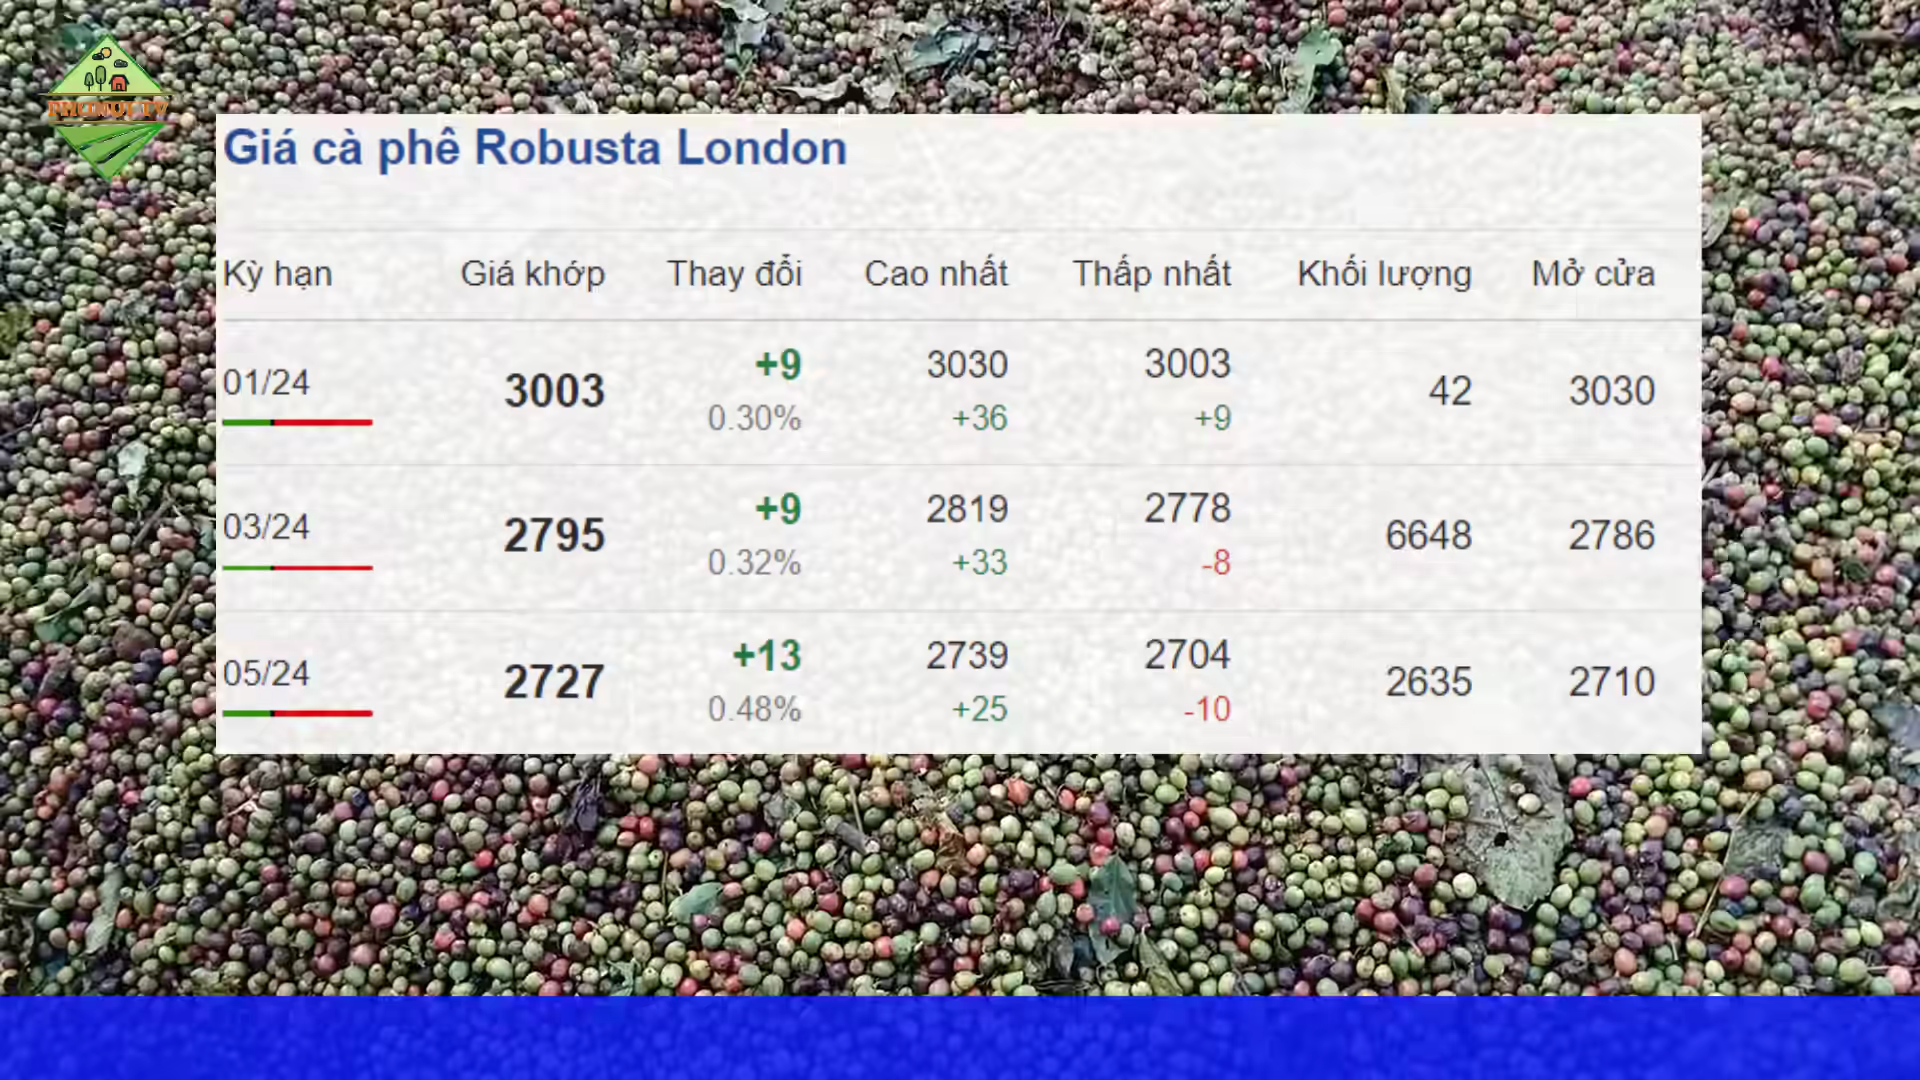 PHUNUI TV
Giá cà phê Robusta London
Kỳ hạn Giá khớp Thay đổi Cao nhất Thấp nhất Khối lượng Mở cửa
01/24 3003 +9 3030 3003 42 3030
0.30% +36 +9
03/24 2795 +9 2819 2778 6648 2786
0.32% +33 -8
05/24 2727 +13 2739 2704 2635 2710
0.48% +25 -10